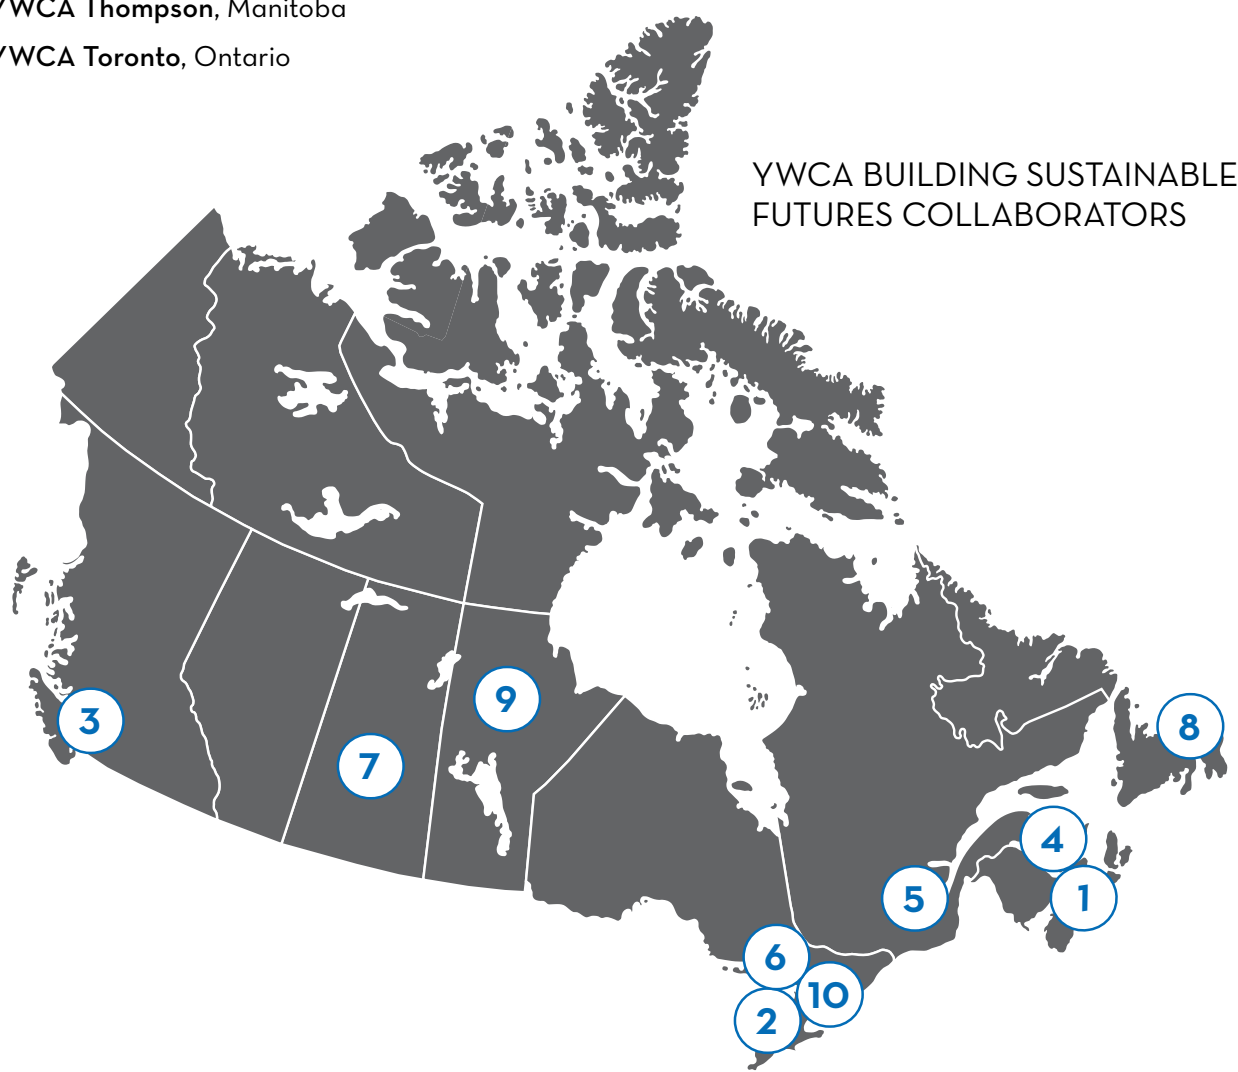 YWCA Thompson, Manitoba
YWCA Toronto, Ontario
YWCA BUILDING SUSTAINABLE
FUTURES COLLABORATORS
3
9
7
8
4
1
5
6
10
2